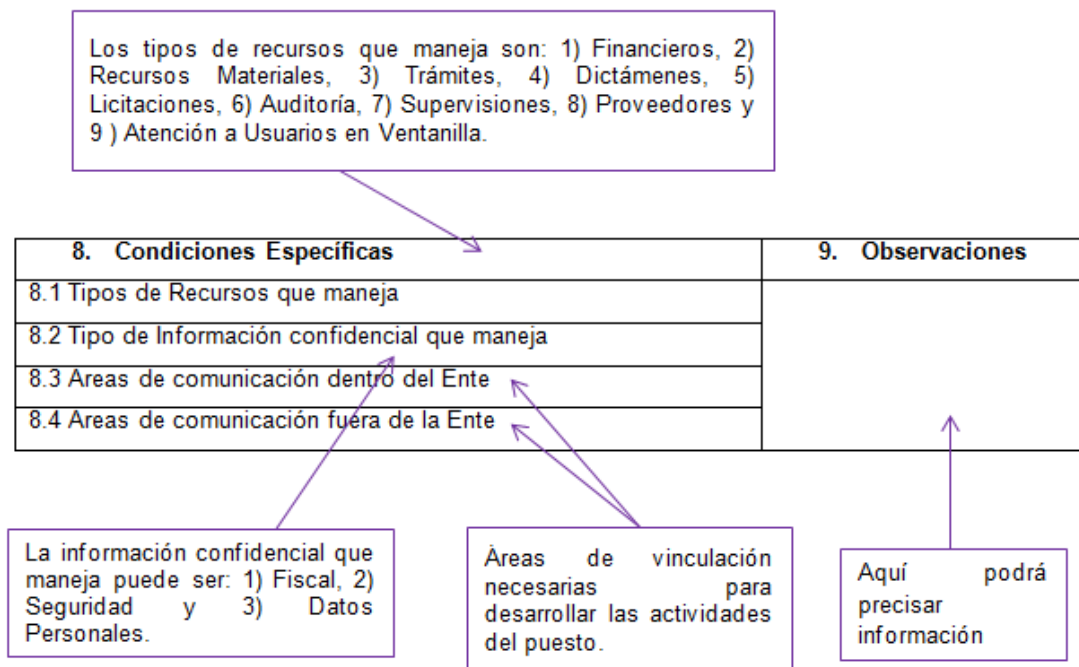 Los tipos de recursos que maneja son: 1) Financieros, 2)
Recursos Materiales, 3) Trámites, 4) Dictámenes, 5)
Licitaciones, 6) Auditoría, 7) Supervisiones, 8) Proveedores y
9 ) Atención a Usuarios en Ventanilla.
8. Condiciones Específicas
9. Observaciones
8.1 Tipos de Recursos que maneja
8.2 Tipo de Información confidencial que maneja
8.3 Areas de comunicación dentro del Ente
8.4 Areas de comunicación fuera de la Ente
La información confidencial que
maneja puede ser: 1) Fiscal, 2)
Seguridad y 3) Datos
Personales.
Áreas de vinculación
necesarias para
desarrollar las actividades
del puesto.
Aquí podrá
precisar
información